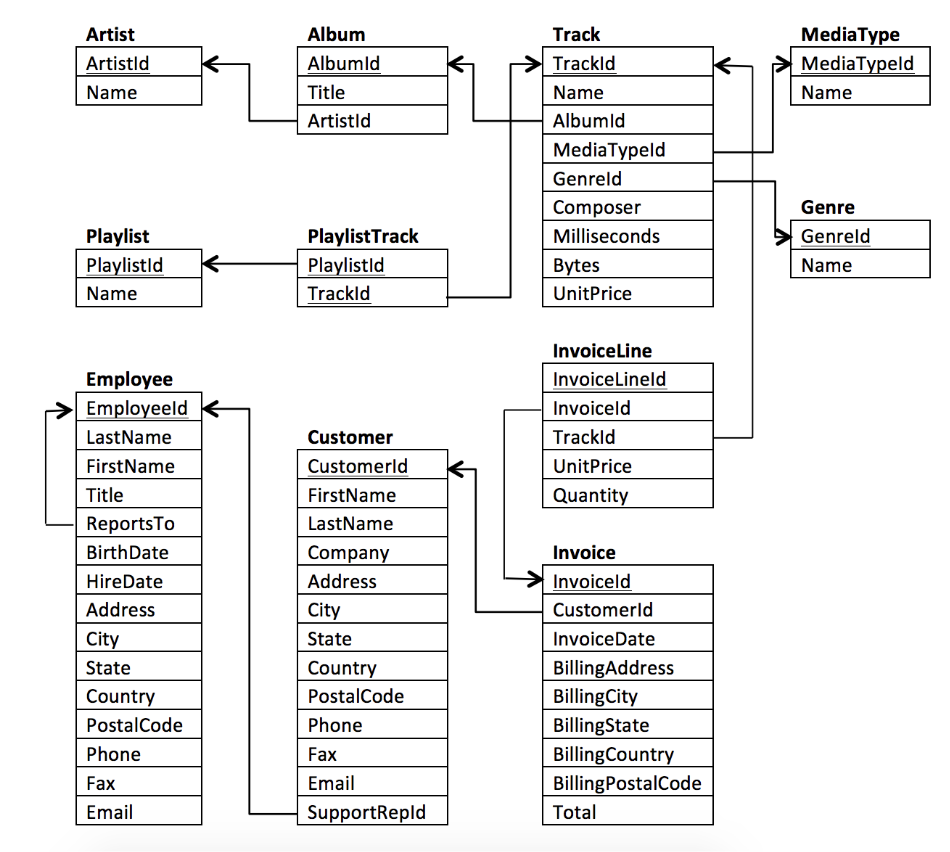 Artist
ArtistId
Name
Album
AlbumId
Title
ArtistId
Track
TrackId
Name
AlbumId
MediaTypeId
GenreId
Composer
Milliseconds
Bytes
UnitPrice
MediaType
MediaTypeId
Name
Genre
GenreId
Name
Playlist
PlaylistId
Name
PlaylistTrack
PlaylistId
TrackId
Employee
EmployeeId
LastName
FirstName
Title
ReportsTo
BirthDate
HireDate
Address
City
State
Country
PostalCode
Phone
Fax
Email
Customer
CustomerId
FirstName
LastName
Company
Address
City
State
Country
PostalCode
Phone
Fax
Email
SupportRepId
InvoiceLine
InvoiceLineId
InvoiceId
TrackId
UnitPrice
Quantity
Invoice
InvoiceId
CustomerId
InvoiceDate
BillingAddress
BillingCity
BillingState
BillingCountry
BillingPostalCode
Total